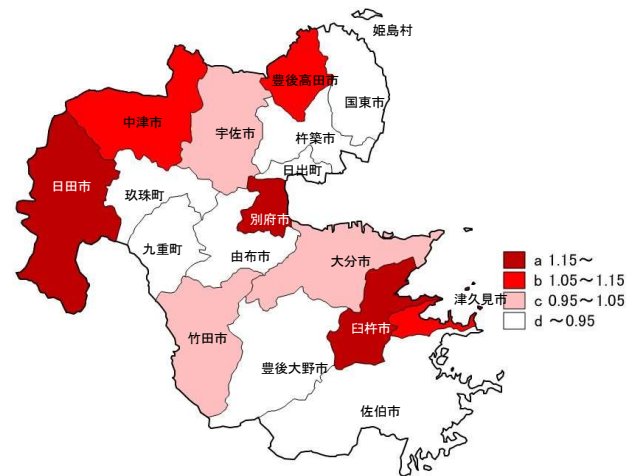 姫島村
豊後高田市
国東市
中津市
宇佐市
杵築市
日出町
日田市
玖珠町
別府市
九重町
由布市
大分市
a 1.15～
b 1.05～1.15
c 0.95～1.05
d ～0.95
津久見市
臼杵市
竹田市
豊後大野市
佐伯市